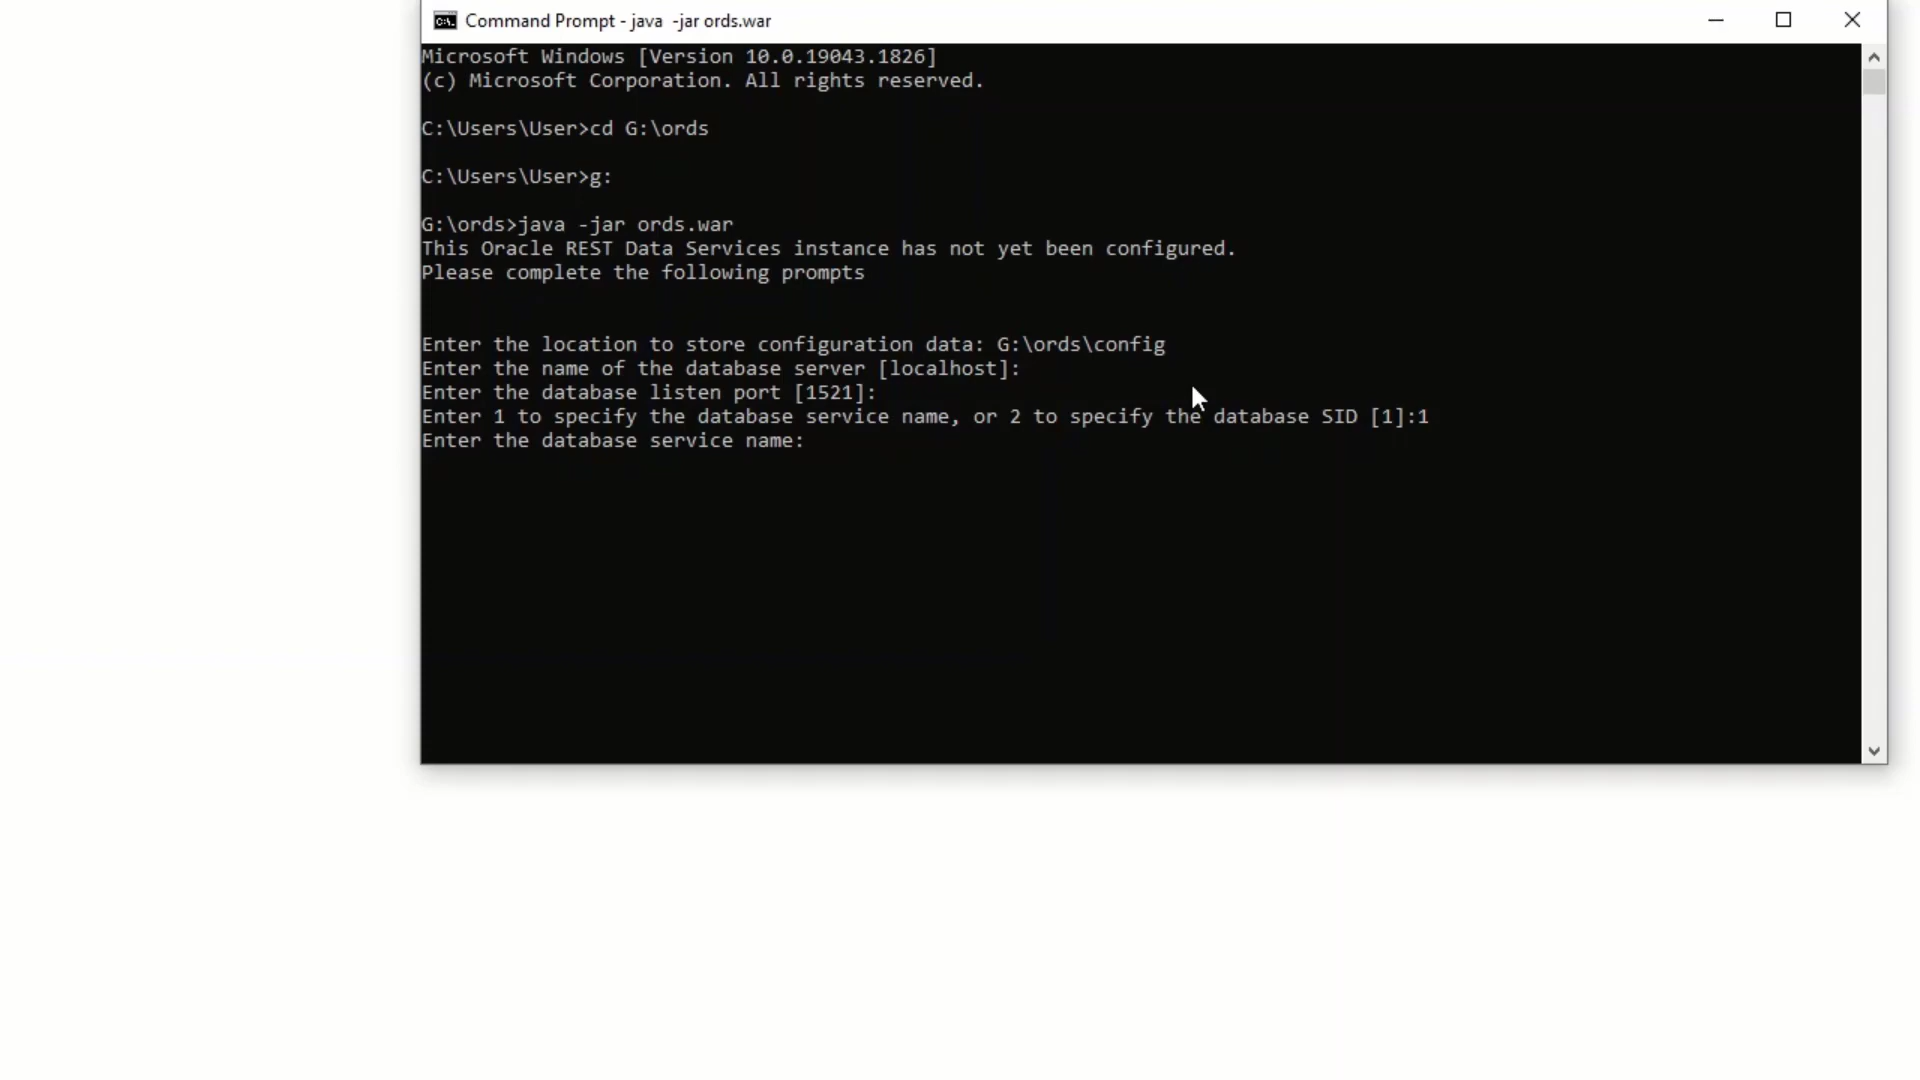 Command Prompt - java  -jar ords.war
Microsoft Windows [Version 10.0.19043.1826]
(c) Microsoft Corporation. All rights reserved.
C:\Users\User>cd G:\ords
C:\Users\User>g:
G:\ords>java -jar ords.war
This Oracle REST Data Services instance has not yet been configured.
Please complete the following prompts
Enter the location to store configuration data: G:\ords\config
Enter the name of the database server [localhost]:
Enter the database listen port [1521]:
Enter 1 to specify the database service name, or 2 to specify the database SID [1]:1
Enter the database service name: